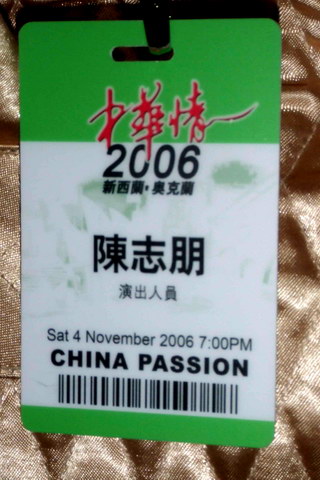 中華情
2006
新西蘭•奧克蘭
陳志朋
演出人員
Sat 4 November 2006 7:00PM
CHINA PASSION